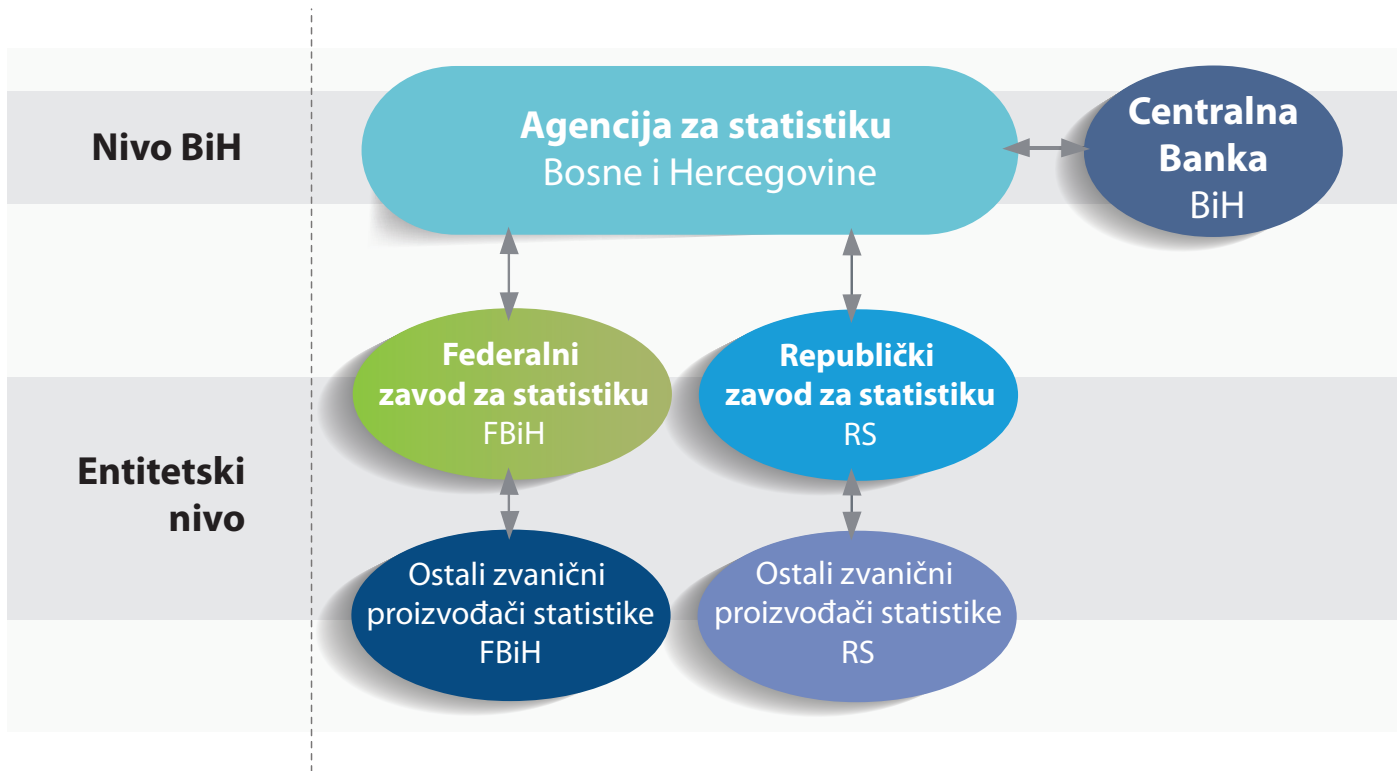 Nivo BiH
Agencija za statistiku
Bosne i Hercegovine
Centralna
Banka
BiH
Entitetski
nivo
Federalni
zavod za statistiku
FBiH
Republički
zavod za statistiku
RS
Ostali zvanični
proizvođači statistike
FBiH
Ostali zvanični
proizvođači statistike
RS